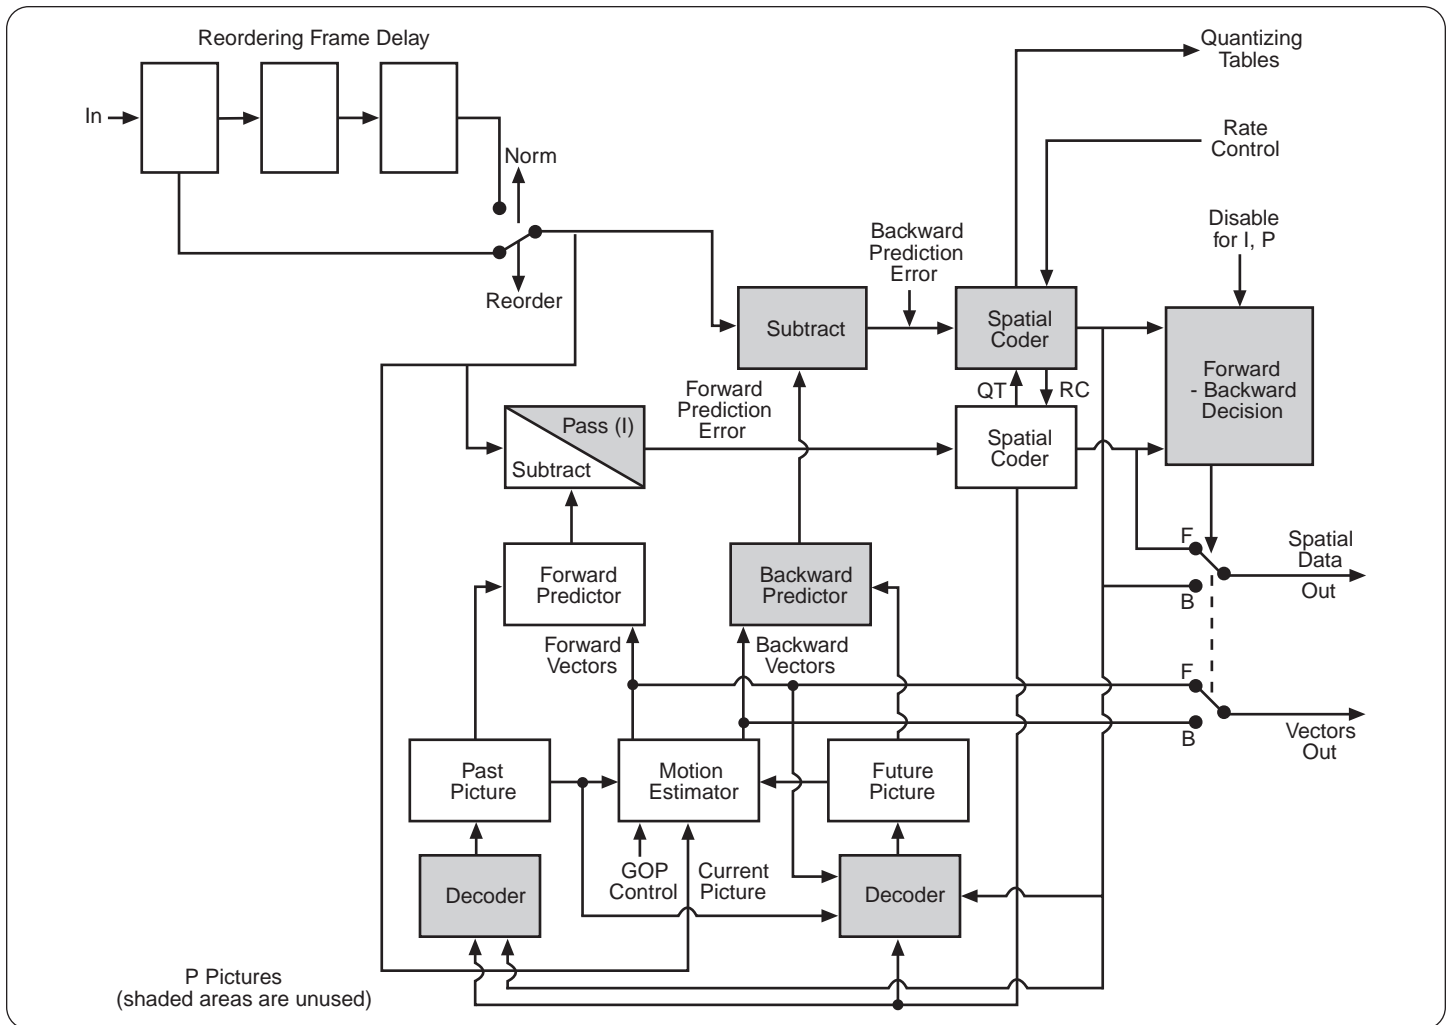 Reordering Frame Delay
Quantizing
Tables
In
Rate
Control
Norm
Disable
for I, P
Backward
Prediction
Error
Reorder
Subtract
Spatial
Coder
Forward
- Backward
Decision
QT
RC
Forward
Prediction
Error
Pass (I)
Subtract
Spatial
Coder
F
Spatial
Data
Out
B
Forward
Predictor
Backward
Predictor
Forward
Vectors
Backward
Vectors
F
B
Vectors
Out
Past
Picture
Motion
Estimator
Future
Picture
GOP
Control
Current
Picture
Decoder
Decoder
P Pictures
(shaded areas are unused)